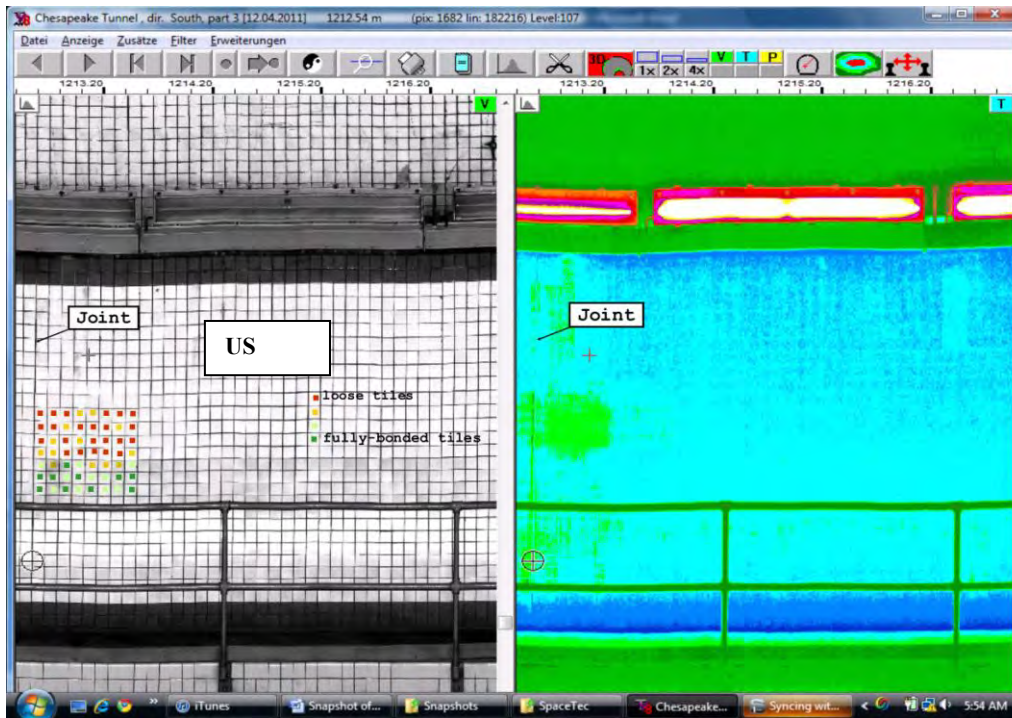 Chesapeake Tunnel , dir. South, part 3 [12.04.2011] 1212.54 m (pix: 1682 lin: 182216) Level:107
Datei Anzeige Zusätze Filter Erweiterungen
3D 1x 2x 4x V T P
1213.20 1214.20 1215.20 1216.20
1213.20 1214.20 1215.20 1216.20
V
T
Joint
US
loose tiles
fully-bonded tiles
Joint
iTunes Snapshot of... Snapshots SpaceTec Chesapeake... Syncing wit... 5:54 AM